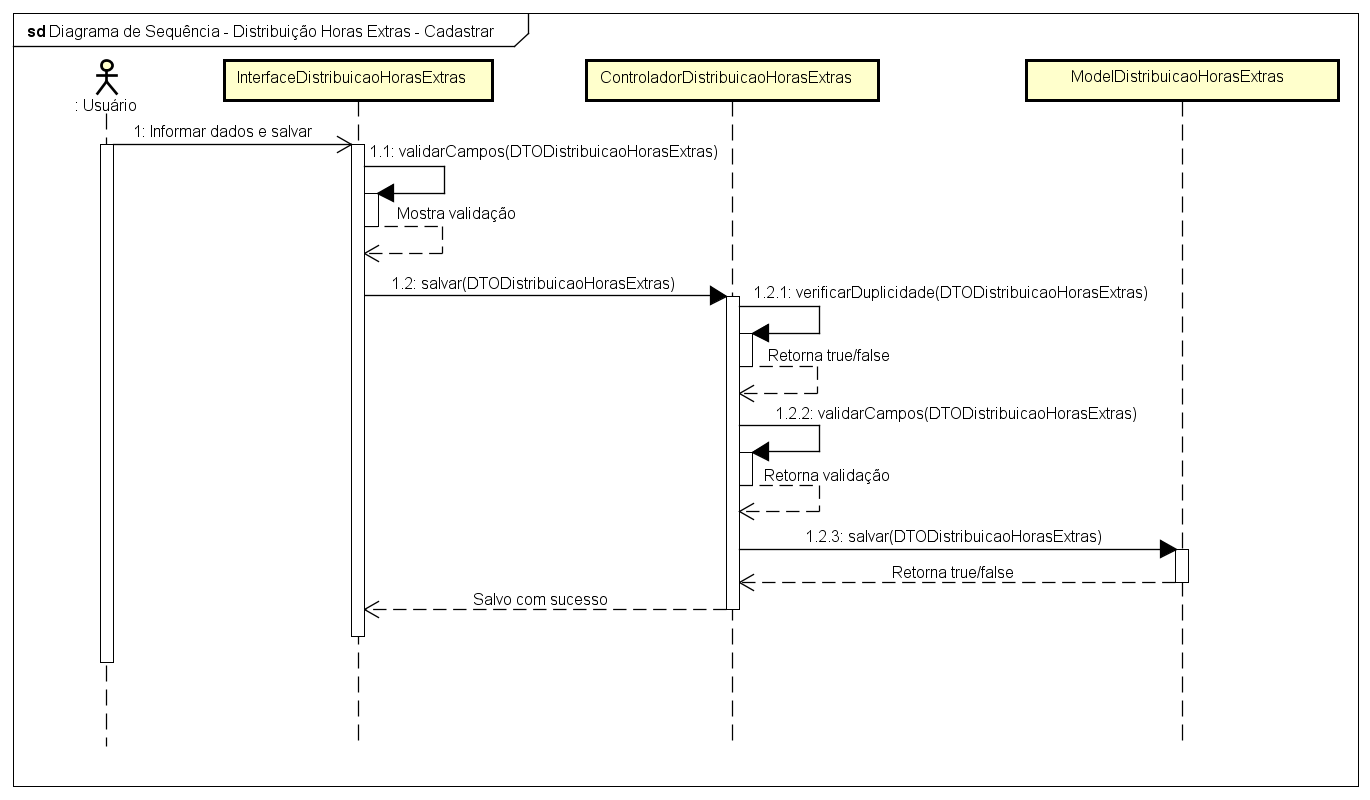 sd Diagrama de Sequência - Distribuição Horas Extras - Cadastrar
InterfaceDistribuicaoHorasExtras
ControladorDistribuicaoHorasExtras
ModelDistribuicaoHorasExtras
: Usuário
1: Informar dados e salvar
1.1: validarCampos(DTODistribuicaoHorasExtras)
Mostra validação
1.2: salvar(DTODistribuicaoHorasExtras)
1.2.1: verificarDuplicidade(DTODistribuicaoHorasExtras)
Retorna true/false
1.2.2: validarCampos(DTODistribuicaoHorasExtras)
Retorna validação
1.2.3: salvar(DTODistribuicaoHorasExtras)
Retorna true/false
Salvo com sucesso